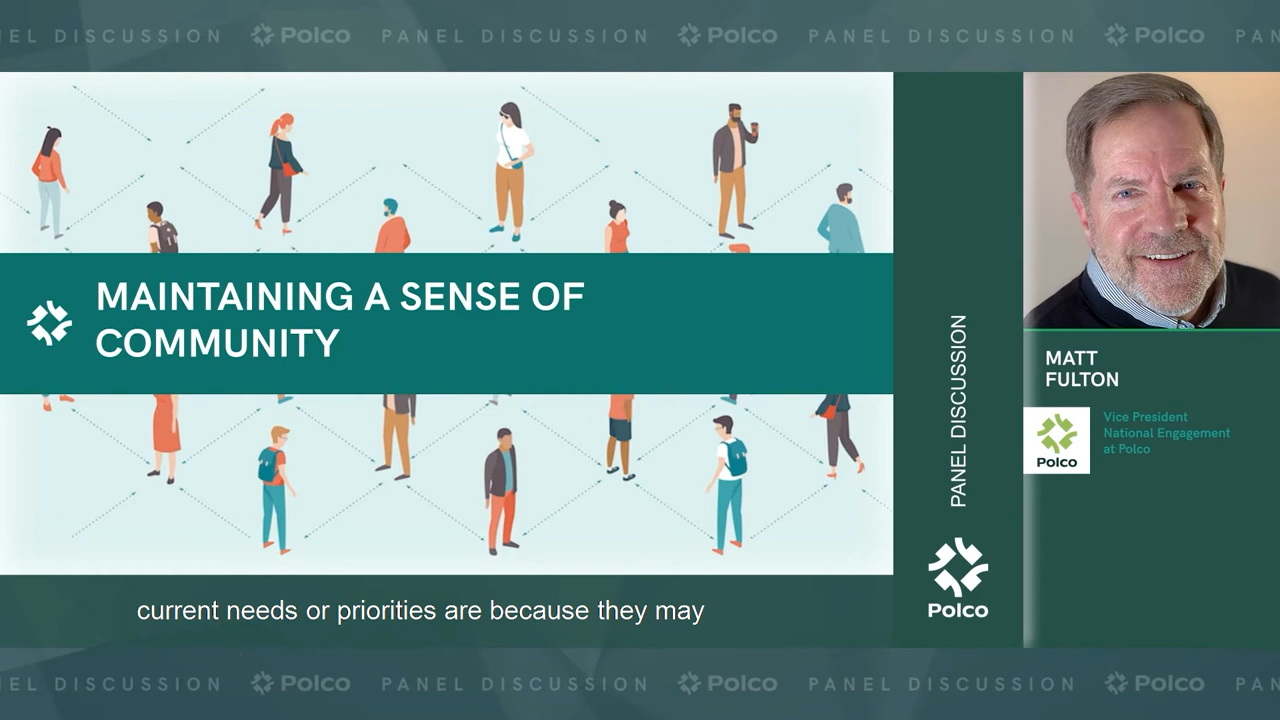 EL DISCUSSION Polco PANEL DISCUSSION Polco PANEL DISCUSSION Polco PAN
MAINTAINING A SENSE OF
COMMUNITY
PANEL DISCUSSION
Polco
MATT
FULTON
Polco
Vice President
National Engagement
at Polco
current needs or priorities are because they may
EL DISCUSSION Polco PANEL DISCUSSION Polco PANEL DISCUSSION Polco PAN